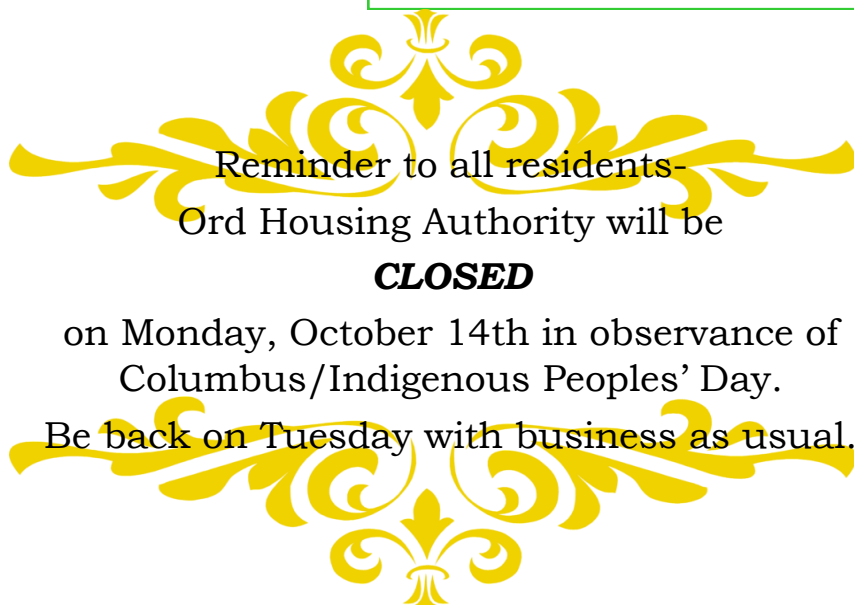 Reminder to all residents-
Ord Housing Authority will be
CLOSED
on Monday, October 14th in observance of
Columbus/Indigenous Peoples’ Day.
Be back on Tuesday with business as usual.